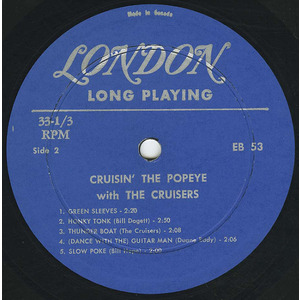 Made in Canada
LONDON
LONG PLAYING
33-1/3
RPM
Side 2
EB 53
CRUISIN' THE POPEYE
with THE CRUISERS
1. GREEN SLEEVES - 2:20
2. HONKY TONK (Bill Dogett) - 2:50
3. THUNDER BOAT (The Cruisers) - 2:08
4. (DANCE WITH THE) GUITAR MAN (Duane Eddy) - 2:06
5. SLOW POKE (Bill